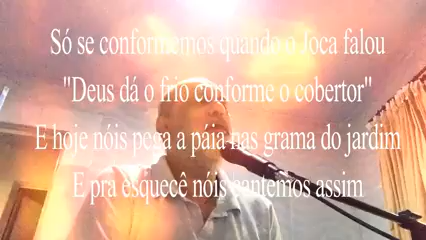 Só se conformemos quando o Joca falou
"Deus dá o frio conforme o cobertor"
E hoje nóis pega a páia nas grama do jardim
E pra esquecê nóis cantemos assim